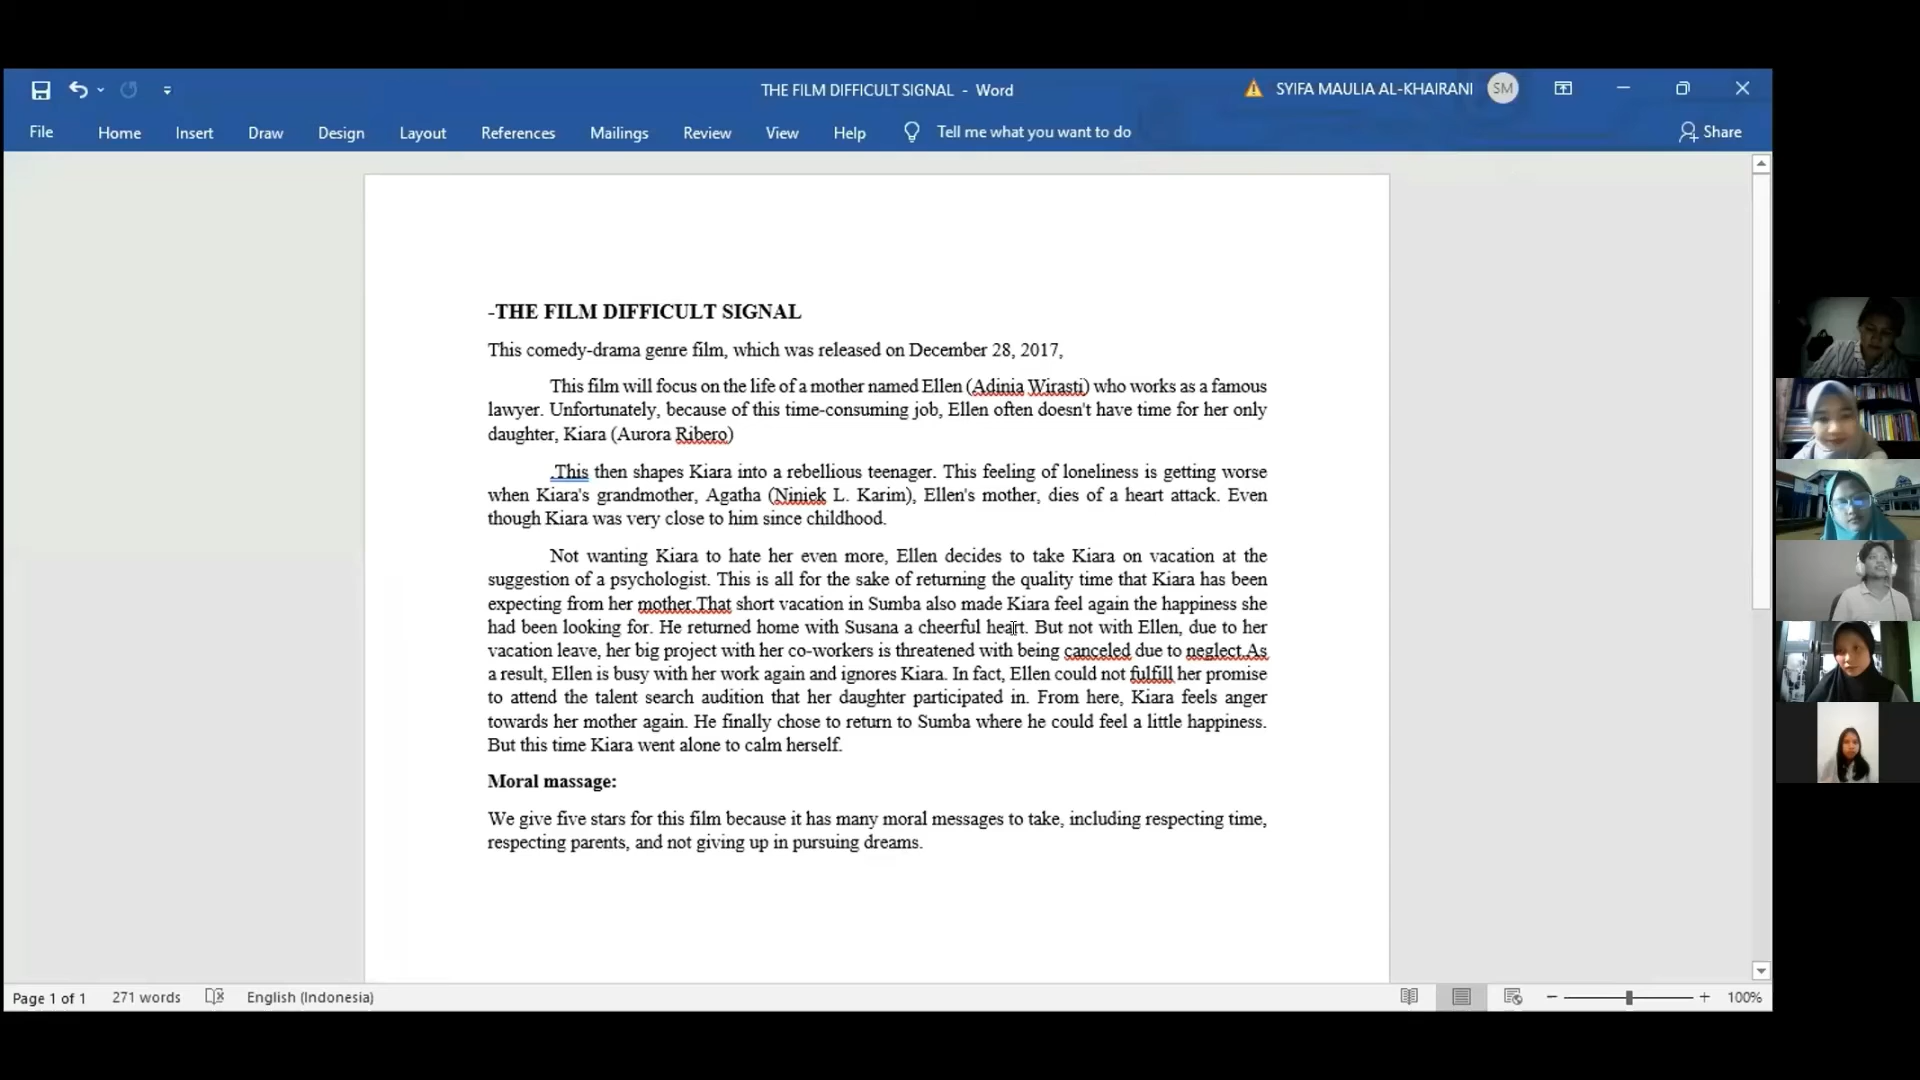 THE FILM DIFFICULT SIGNAL - Word
SYIFA MAULIA AL-KHAIRANI SM
File Home Insert Draw Design Layout References Mailings Review View Help Tell me what you want to do Share
-THE FILM DIFFICULT SIGNAL
This comedy-drama genre film, which was released on December 28, 2017,
This film will focus on the life of a mother named Ellen (Adinia Wirasti) who works as a famous
lawyer. Unfortunately, because of this time-consuming job, Ellen often doesn't have time for her only
daughter, Kiara (Aurora Ribero)
.This then shapes Kiara into a rebellious teenager. This feeling of loneliness is getting worse
when Kiara's grandmother, Agatha (Niniek L. Karim), Ellen's mother, dies of a heart attack. Even
though Kiara was very close to him since childhood.
Not wanting Kiara to hate her even more, Ellen decides to take Kiara on vacation at the
suggestion of a psychologist. This is all for the sake of returning the quality time that Kiara has been
expecting from her mother.That short vacation in Sumba also made Kiara feel again the happiness she
had been looking for. He returned home with Susana a cheerful heart. But not with Ellen, due to her
vacation leave, her big project with her co-workers is threatened with being canceled due to neglect.As
a result, Ellen is busy with her work again and ignores Kiara. In fact, Ellen could not fulfill her promise
to attend the talent search audition that her daughter participated in. From here, Kiara feels anger
towards her mother again. He finally chose to return to Sumba where he could feel a little happiness.
But this time Kiara went alone to calm herself.
Moral massage:
We give five stars for this film because it has many moral messages to take, including respecting time,
respecting parents, and not giving up in pursuing dreams.
Page 1 of 1 271 words English (Indonesia) 100%